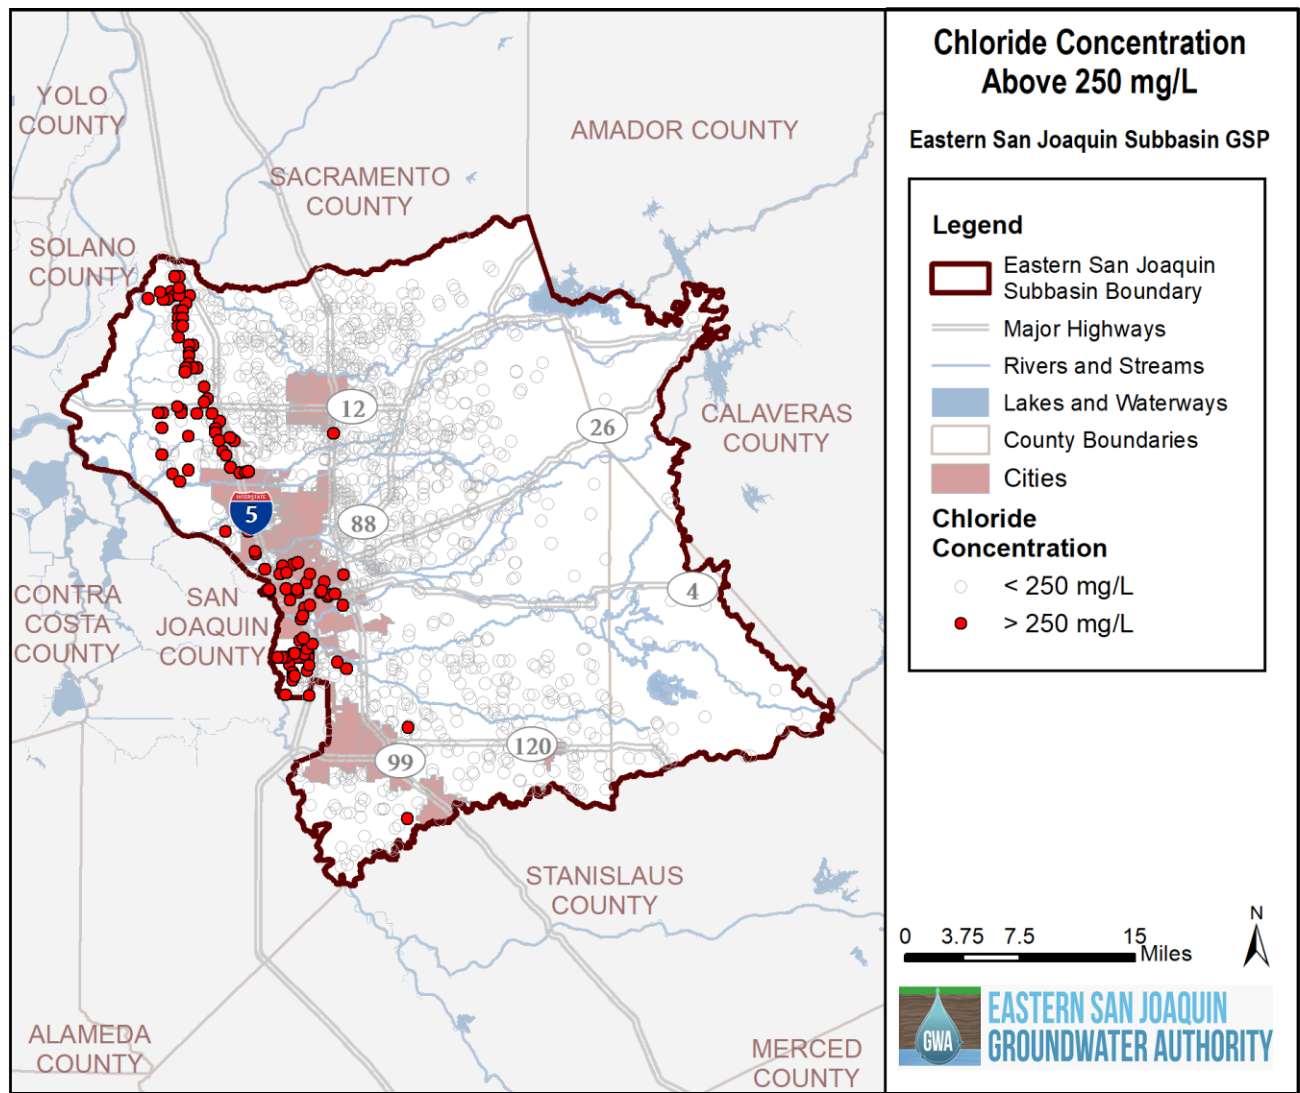 YOLO
COUNTY
AMADOR COUNTY
SACRAMENTO
COUNTY
SOLANO
COUNTY
12
26
CALAVERAS
COUNTY
INTERSTATE
5
88
4
CONTRA
COSTA
COUNTY
SAN
JOAQUIN
COUNTY
120
99
STANISLAUS
COUNTY
ALAMEDA
COUNTY
MERCED
COUNTY
Chloride Concentration
Above 250 mg/L
Eastern San Joaquin Subbasin GSP
Legend
Eastern San Joaquin
Subbasin Boundary
Major Highways
Rivers and Streams
Lakes and Waterways
County Boundaries
Cities
Chloride
Concentration
< 250 mg/L
> 250 mg/L
N
0 3.75 7.5 15
Miles
GWA
EASTERN SAN JOAQUIN
GROUNDWATER AUTHORITY